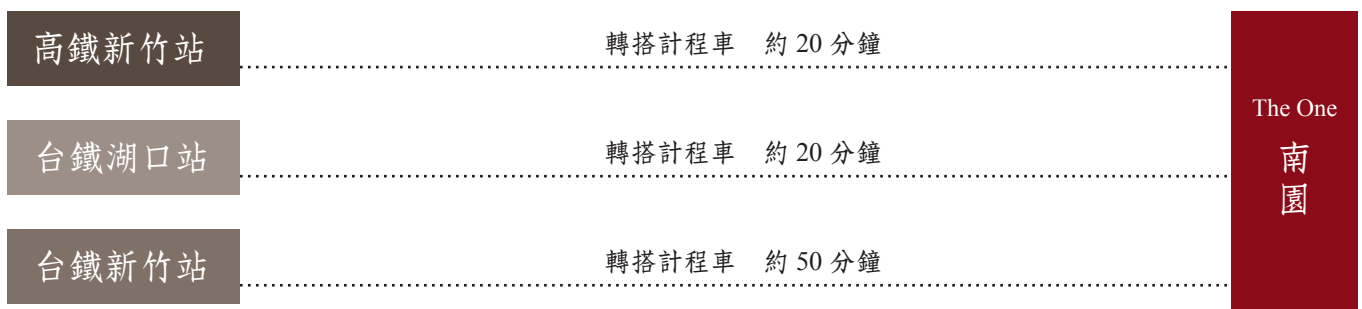 高鐵新竹站
轉搭計程車 約 20 分鐘
台鐵湖口站
轉搭計程車 約 20 分鐘
台鐵新竹站
轉搭計程車 約 50 分鐘
The One
南園